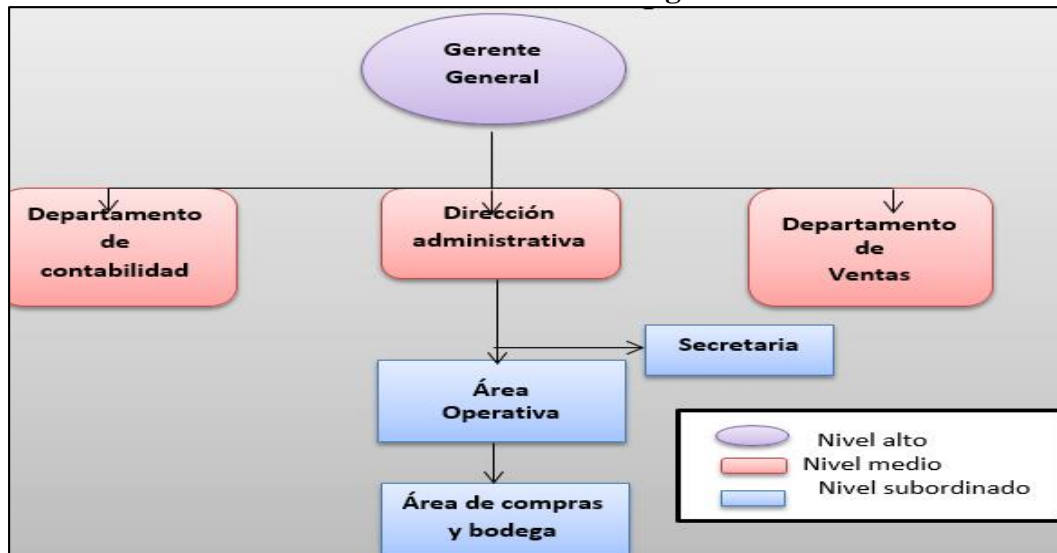 Gerente
General
Departamento
de
contabilidad
Dirección
administrativa
Departamento
de
Ventas
Secretaria
Área
Operativa
Área de compras
y bodega
Nivel alto
Nivel medio
Nivel subordinado